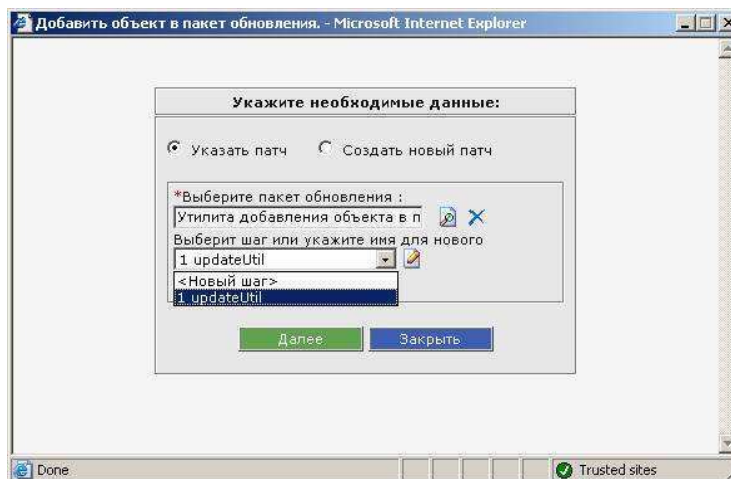 Добавить объект в пакет обновления. - Microsoft Internet Explorer
Укажите необходимые данные:
Указать патч Создать новый патч
*Выберите пакет обновления :
Утилита добавления объекта в п
Выберит шаг или укажите имя для нового
1 updateUtil
<Новый шаг>
1 updateUtil
Далее Закрыть
Done Trusted sites